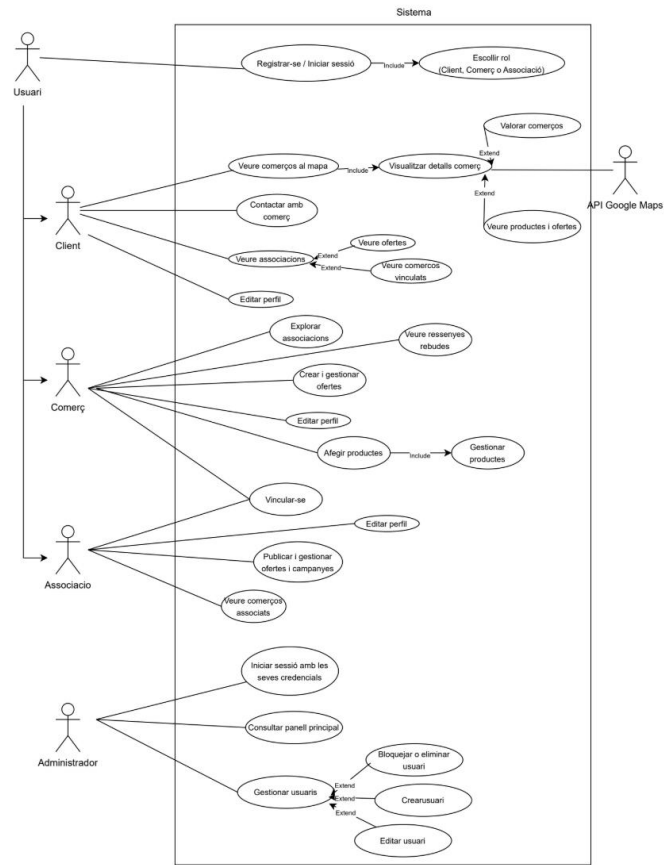 Sistema
Usuari
Registrar-se / Iniciar sessió
Include
Escollir rol
(Client, Comerç o Associació)
Valorar comerços
Extend
Veure comerços al mapa
Include
Visualitzar detalls comerç
API Google Maps
Extend
Veure productes i ofertes
Client
Contactar amb
comerç
Veure associacions
Extend
Veure ofertes
Extend
Veure comercos
vinculats
Editar perfil
Comerç
Explorar
associacions
Veure ressenyes
rebudes
Crear i gestionar
ofertes
Editar perfil
Afegir productes
Include
Gestionar
productes
Vincular-se
Associacio
Editar perfil
Publicar i gestionar
ofertes i campanyes
Veure comerços
associats
Administrador
Iniciar sessió amb les
seves credencials
Consultar panell principal
Gestionar usuaris
Extend
Bloquejar o eliminar
usuari
Extend
Crearusuari
Extend
Editar usuari